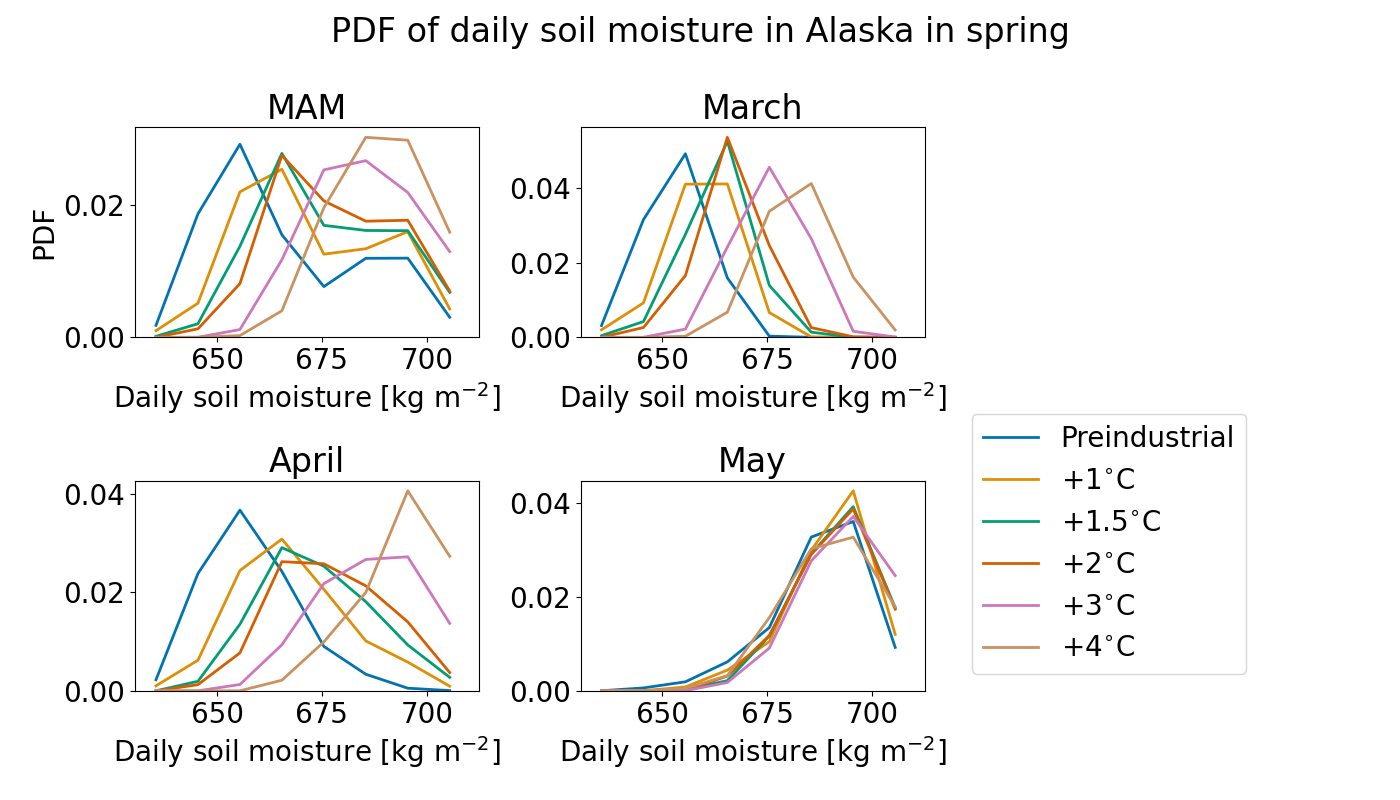 PDF of daily soil moisture in Alaska in spring
MAM
PDF
0.02
0.00
650 675 700
Daily soil moisture [kg m⁻²]
March
0.04
0.02
0.00
650 675 700
Daily soil moisture [kg m⁻²]
April
0.04
0.02
0.00
650 675 700
Daily soil moisture [kg m⁻²]
May
0.04
0.02
0.00
650 675 700
Daily soil moisture [kg m⁻²]
Preindustrial
+1°C
+1.5°C
+2°C
+3°C
+4°C